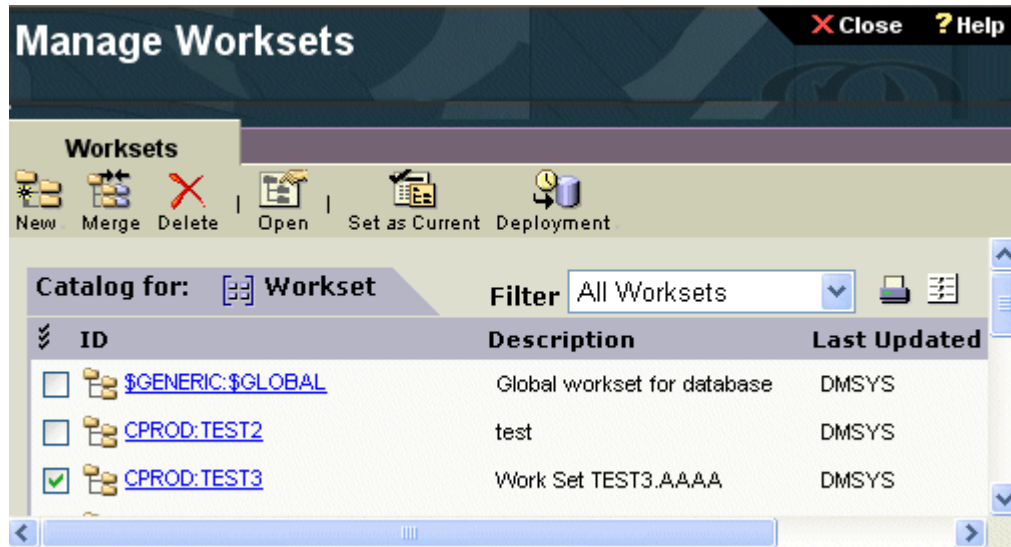 Manage Worksets
Close ? Help
Worksets
New Merge Delete Open Set as Current Deployment
Catalog for: Workset Filter All Worksets
ID Description Last Updated
$GENERIC:$GLOBAL Global workset for database DMSYS
CPROD:TEST2 test DMSYS
CPROD:TEST3 Work Set TEST3.AAAA DMSYS